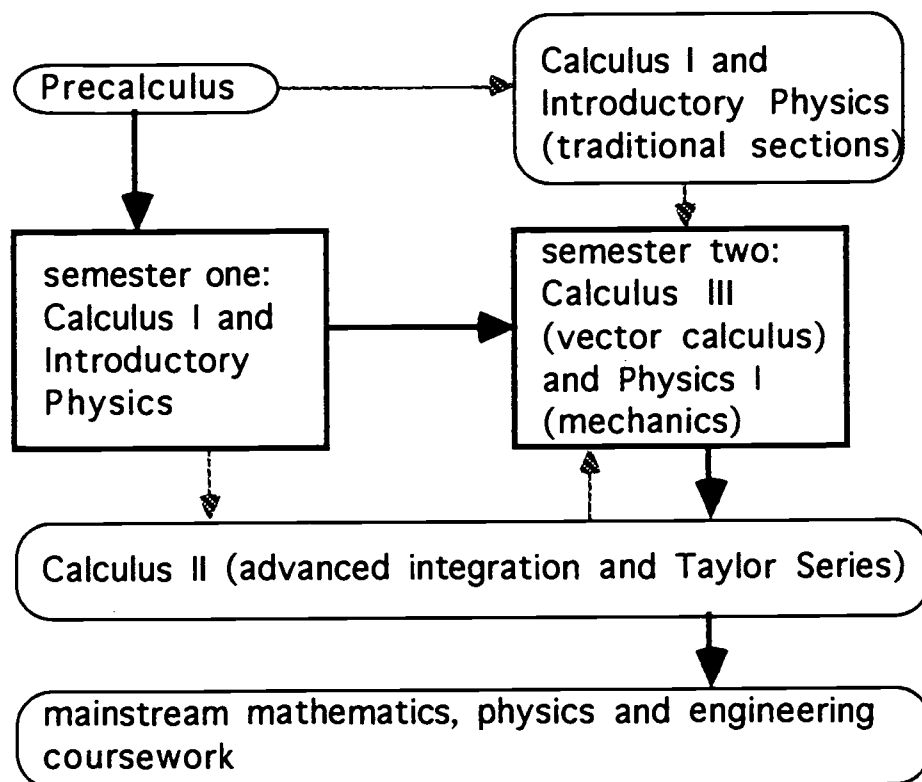 Precalculus
Calculus I and
Introductory Physics
(traditional sections)
semester one:
Calculus I and
Introductory
Physics
semester two:
Calculus III
(vector calculus)
and Physics I
(mechanics)
Calculus II (advanced integration and Taylor Series)
mainstream mathematics, physics and engineering
coursework